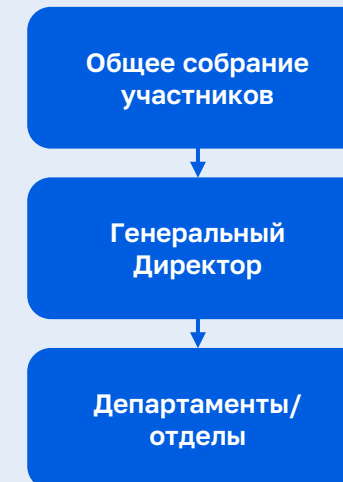 Общее собрание
участников
Генеральный
Директор
Департаменты/
отделы